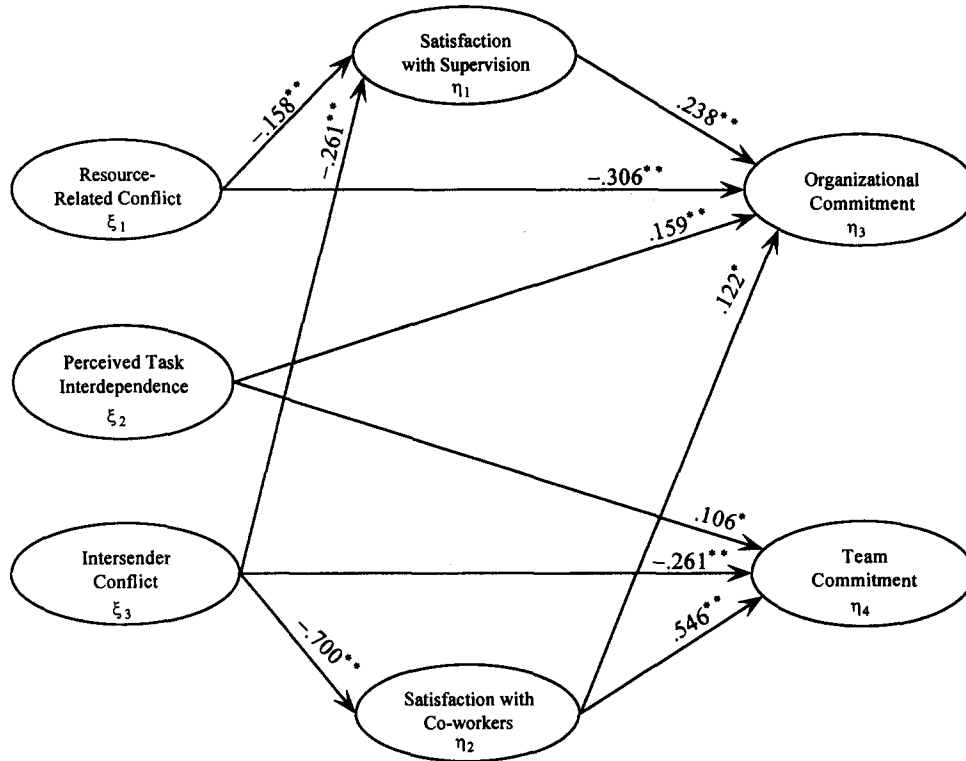 Satisfaction
with Supervision
η₁
-.158**
-.261**
.238**
Resource-
Related Conflict
ξ₁
-.306**
Organizational
Commitment
η₃
.159**
.122*
Perceived Task
Interdependence
ξ₂
.106*
Intersender
Conflict
ξ₃
-.261**
Team
Commitment
η₄
-.700**
.546**
Satisfaction with
Co-workers
η₂